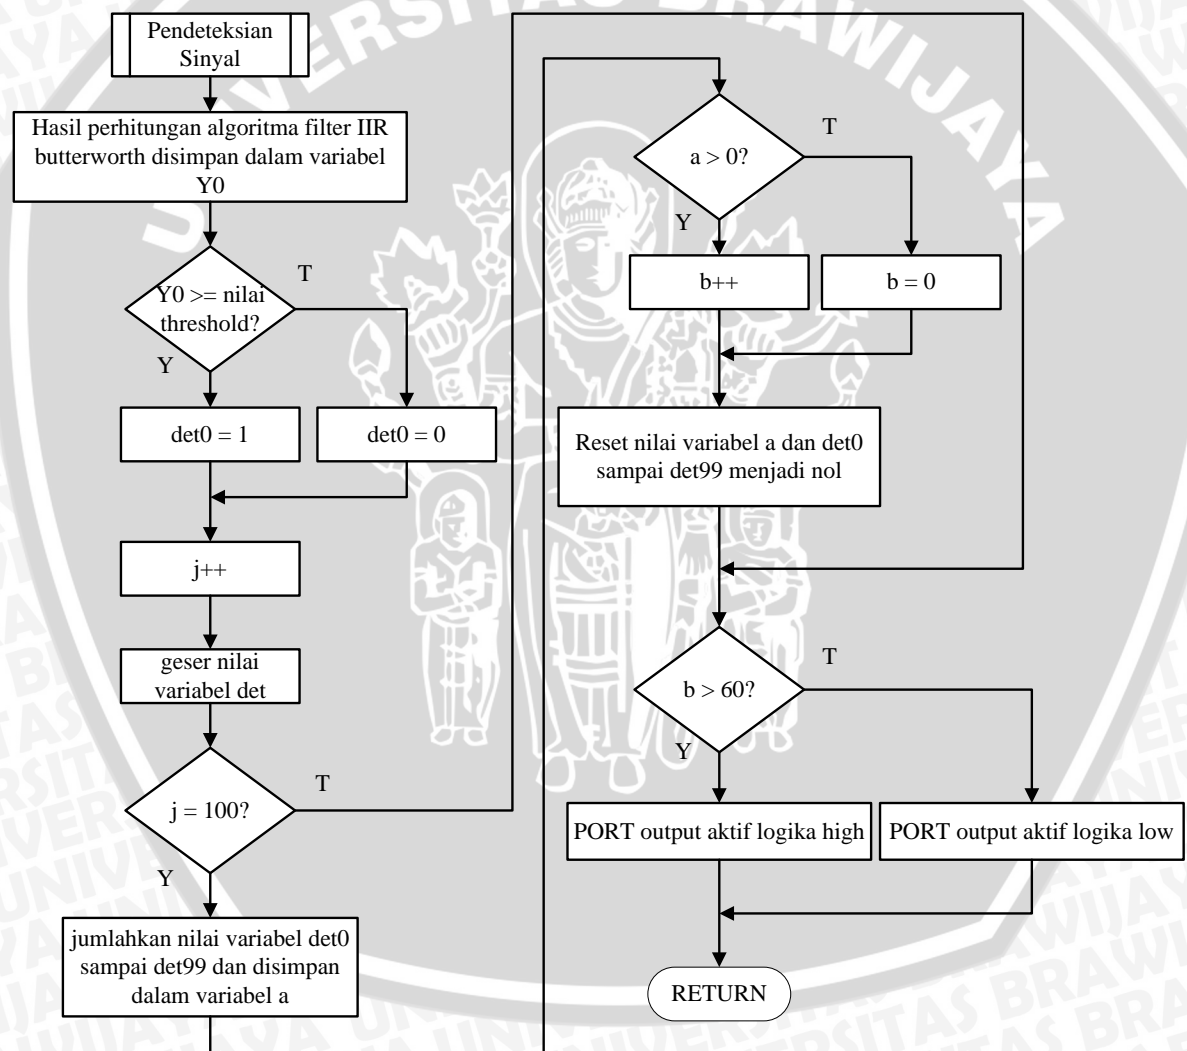 Pendeteksian
Sinyal
Hasil perhitungan algoritma filter IIR
butterworth disimpan dalam variabel
Y0
Y0 >= nilai
threshold?
T
Y
det0 = 1
det0 = 0
j++
geser nilai
variabel det
j = 100?
T
Y
jumlahkan nilai variabel det0
sampai det99 dan disimpan
dalam variabel a
a > 0?
T
Y
b++
b = 0
Reset nilai variabel a dan det0
sampai det99 menjadi nol
b > 60?
T
Y
PORT output aktif logika high
PORT output aktif logika low
RETURN
UNIVERSITAS BRAWIJAYA